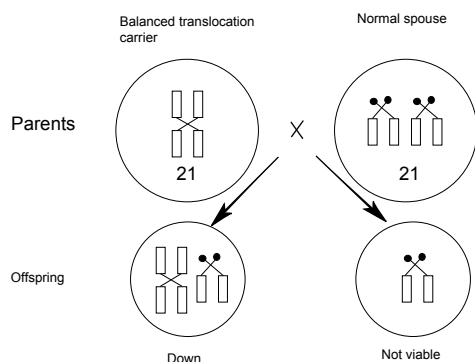 Balanced translocation
carrier
Normal spouse
Parents
21
21
Offspring
Down
Not viable